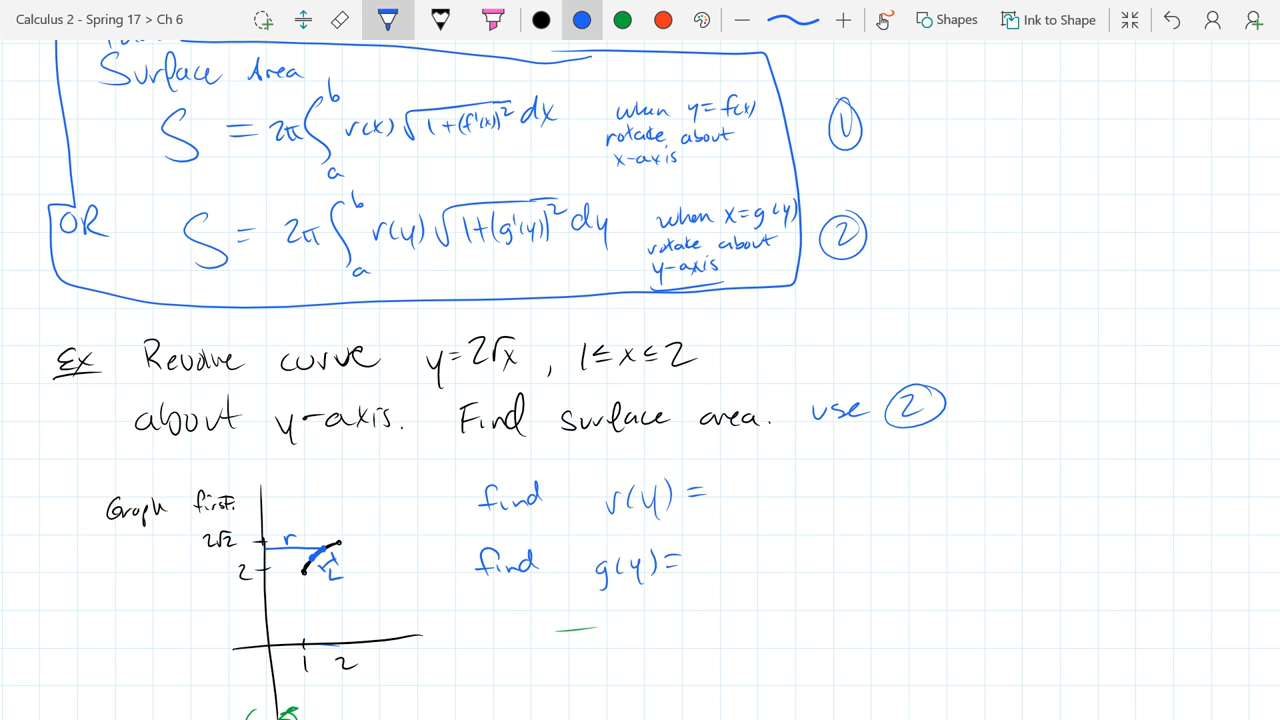 Calculus 2 - Spring 17 > Ch 6
Shapes
Ink to Shape
Surface Area
S = 2π ∫_a^b r(x) √(1+(f'(x))²) dx
when y=f(x)
rotate about
x-axis
①
OR
S = 2π ∫_a^b r(y) √(1+(g'(y))²) dy
when x=g(y)
rotate about
y-axis
②
Ex Revolve curve y=2√x , 1≤x≤2
about y-axis. Find surface area. use ②
Graph first.
2√2
r
2
L
1 2
find r(y) =
find g(y) =